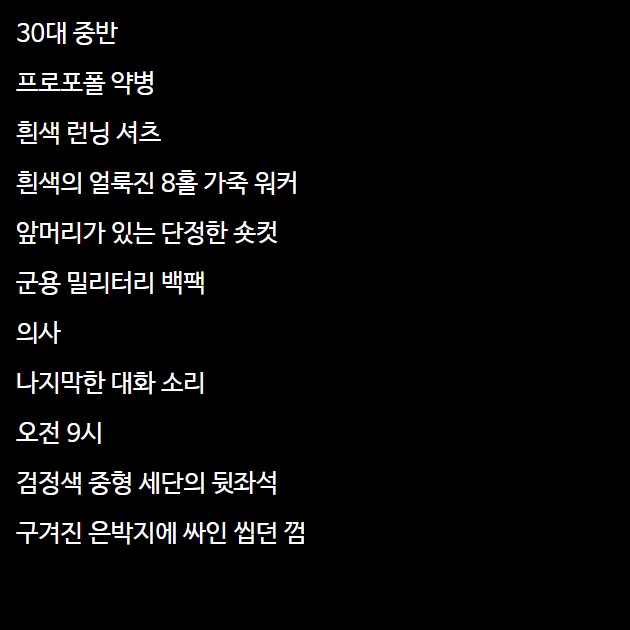 30대 중반
프로포폴 약병
흰색 런닝 셔츠
흰색의 얼룩진 8홀 가죽 워커
앞머리가 있는 단정한 숏컷
군용 밀리터리 백팩
의사
나지막한 대화 소리
오전 9시
검정색 중형 세단의 뒷좌석
구겨진 은박지에 싸인 씹던 껌